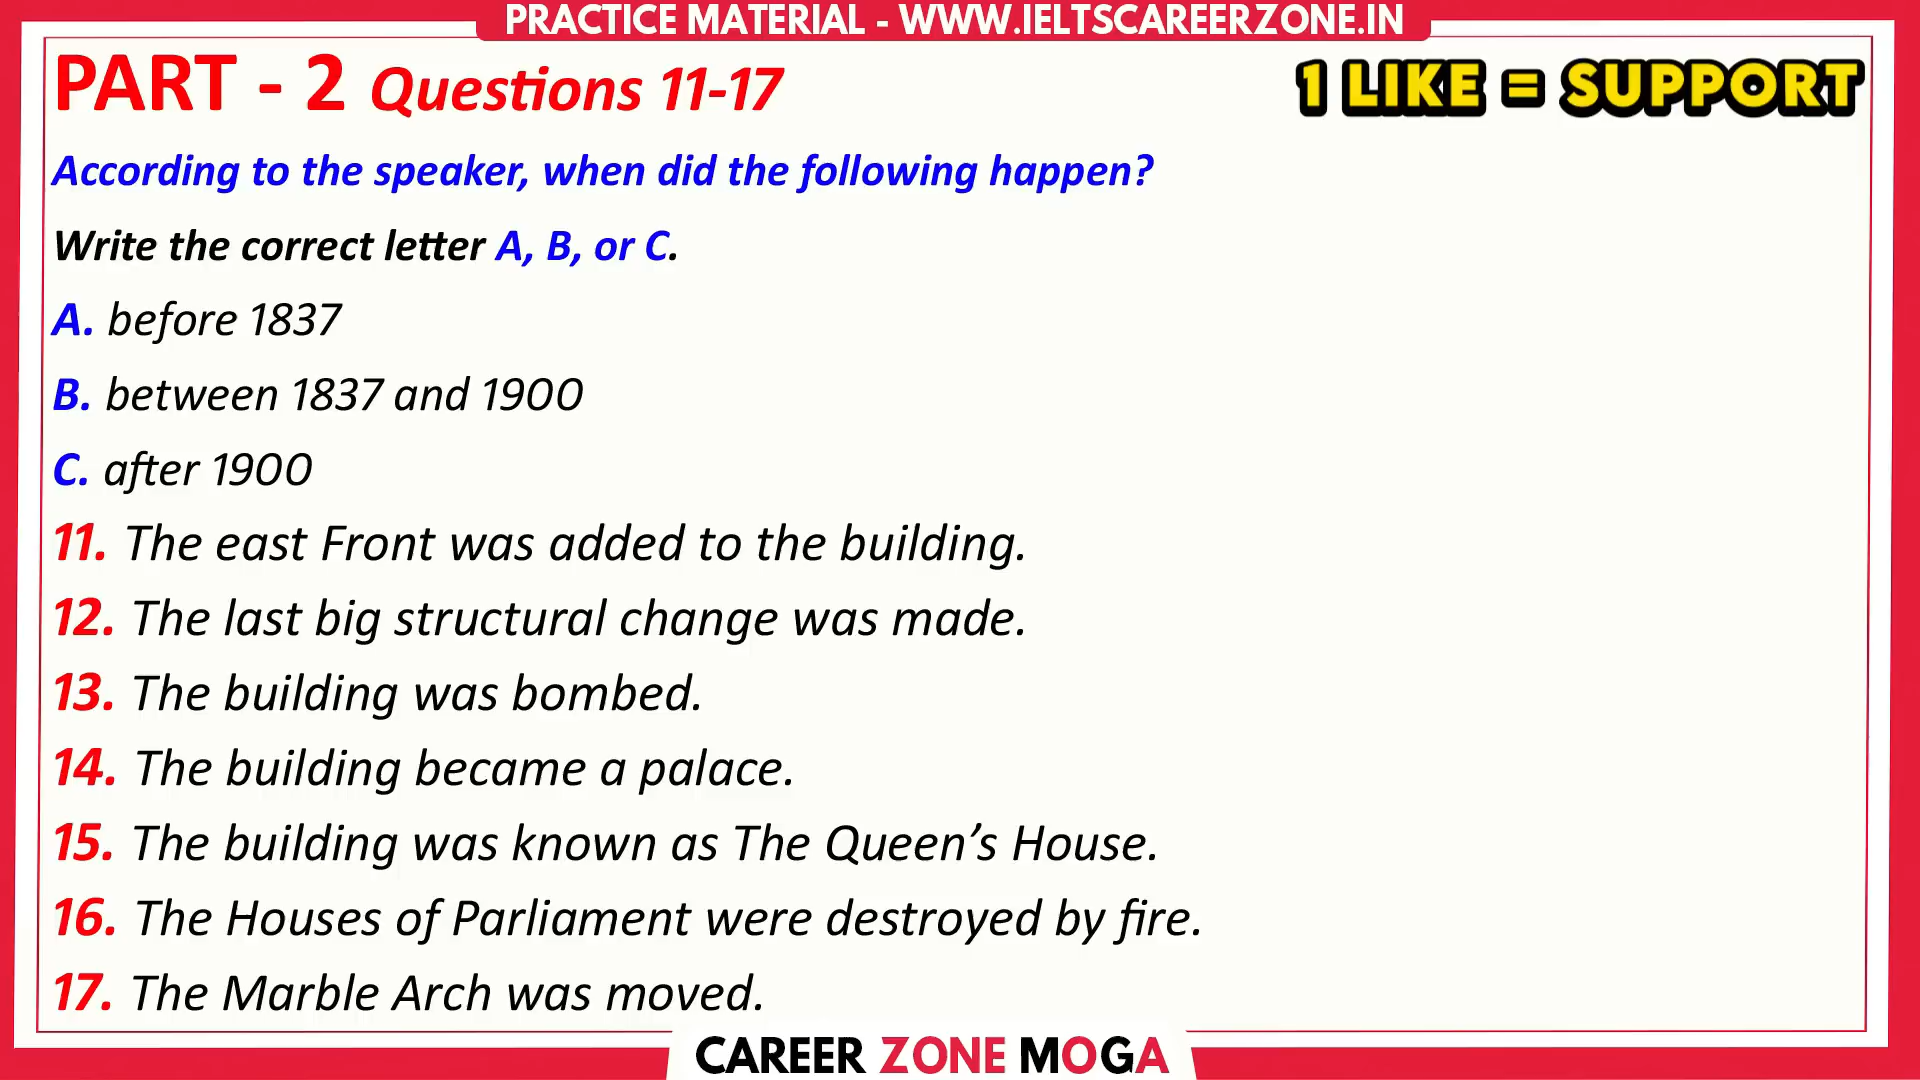 PRACTICE MATERIAL - WWW.IELTSCAREERZONE.IN
PART - 2 Questions 11-17
1 LIKE = SUPPORT
According to the speaker, when did the following happen?
Write the correct letter A, B, or C.
A. before 1837
B. between 1837 and 1900
C. after 1900
11. The east Front was added to the building.
12. The last big structural change was made.
13. The building was bombed.
14. The building became a palace.
15. The building was known as The Queen’s House.
16. The Houses of Parliament were destroyed by fire.
17. The Marble Arch was moved.
CAREER ZONE MOGA